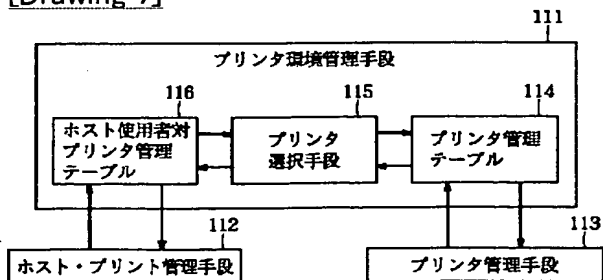 [Drawing 7]
111
プリンタ環境管理手段
116
115
114
ホスト使用者対
プリンタ管理
テーブル
プリンタ
選択手段
プリンタ管理
テーブル
112
113
ホスト・プリント管理手段
プリンタ管理手段